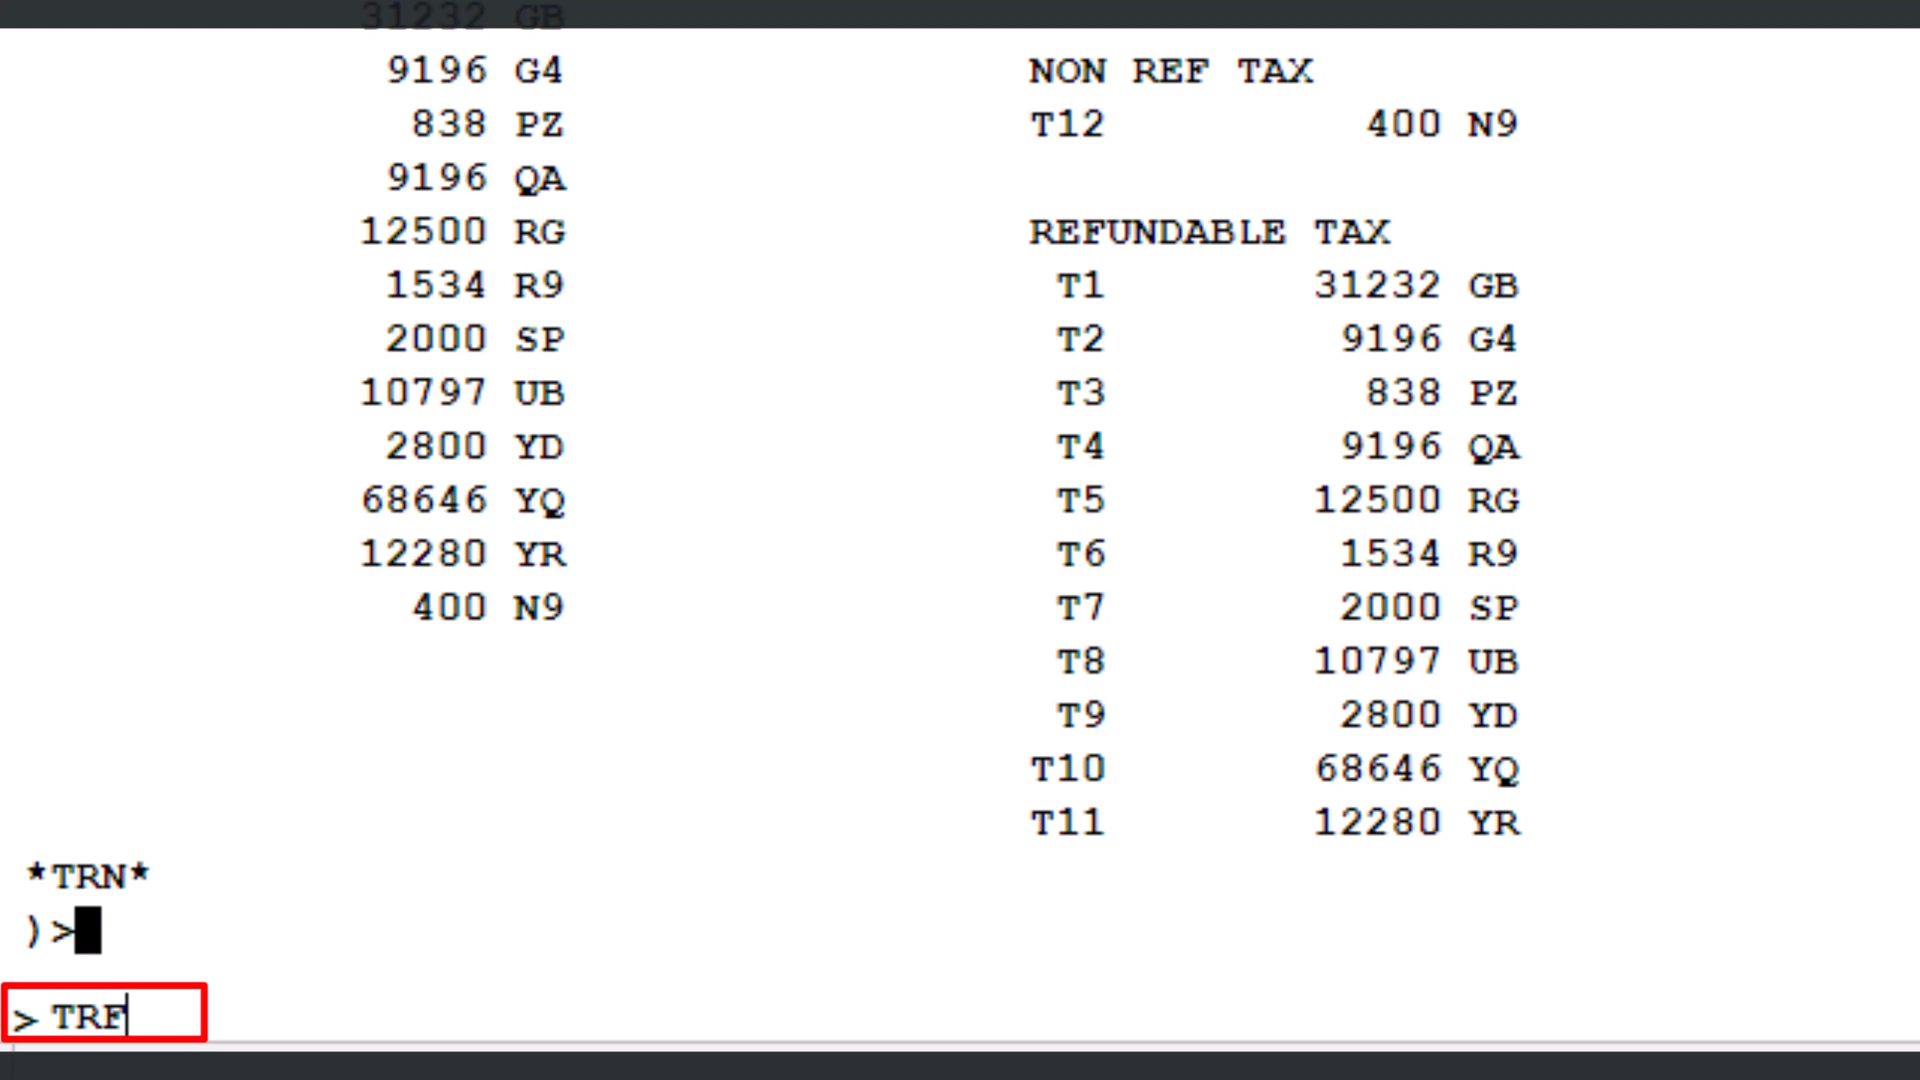 31232 GB
9196 G4 NON REF TAX
838 PZ T12 400 N9
9196 QA
12500 RG REFUNDABLE TAX
1534 R9 T1 31232 GB
2000 SP T2 9196 G4
10797 UB T3 838 PZ
2800 YD T4 9196 QA
68646 YQ T5 12500 RG
12280 YR T6 1534 R9
400 N9 T7 2000 SP
T8 10797 UB
T9 2800 YD
T10 68646 YQ
T11 12280 YR
*TRN*
)>
> TRF